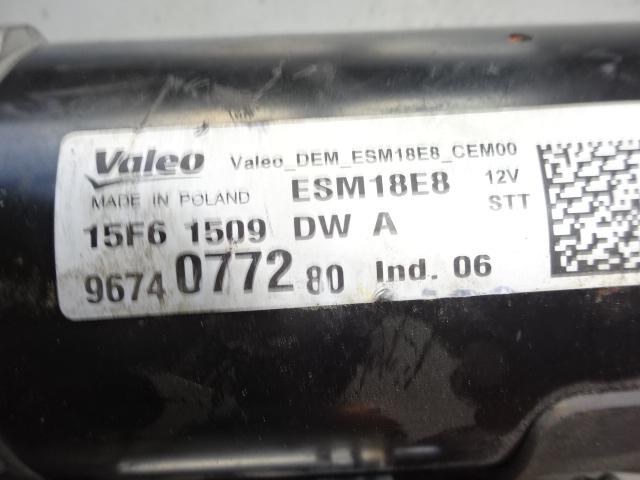 Valeo Valeo_DEM_ESM18E8_CEM00
MADE IN POLAND ESM18E8 12V
STT
15F6 1509 DW A
9674 0772 80 Ind. 06